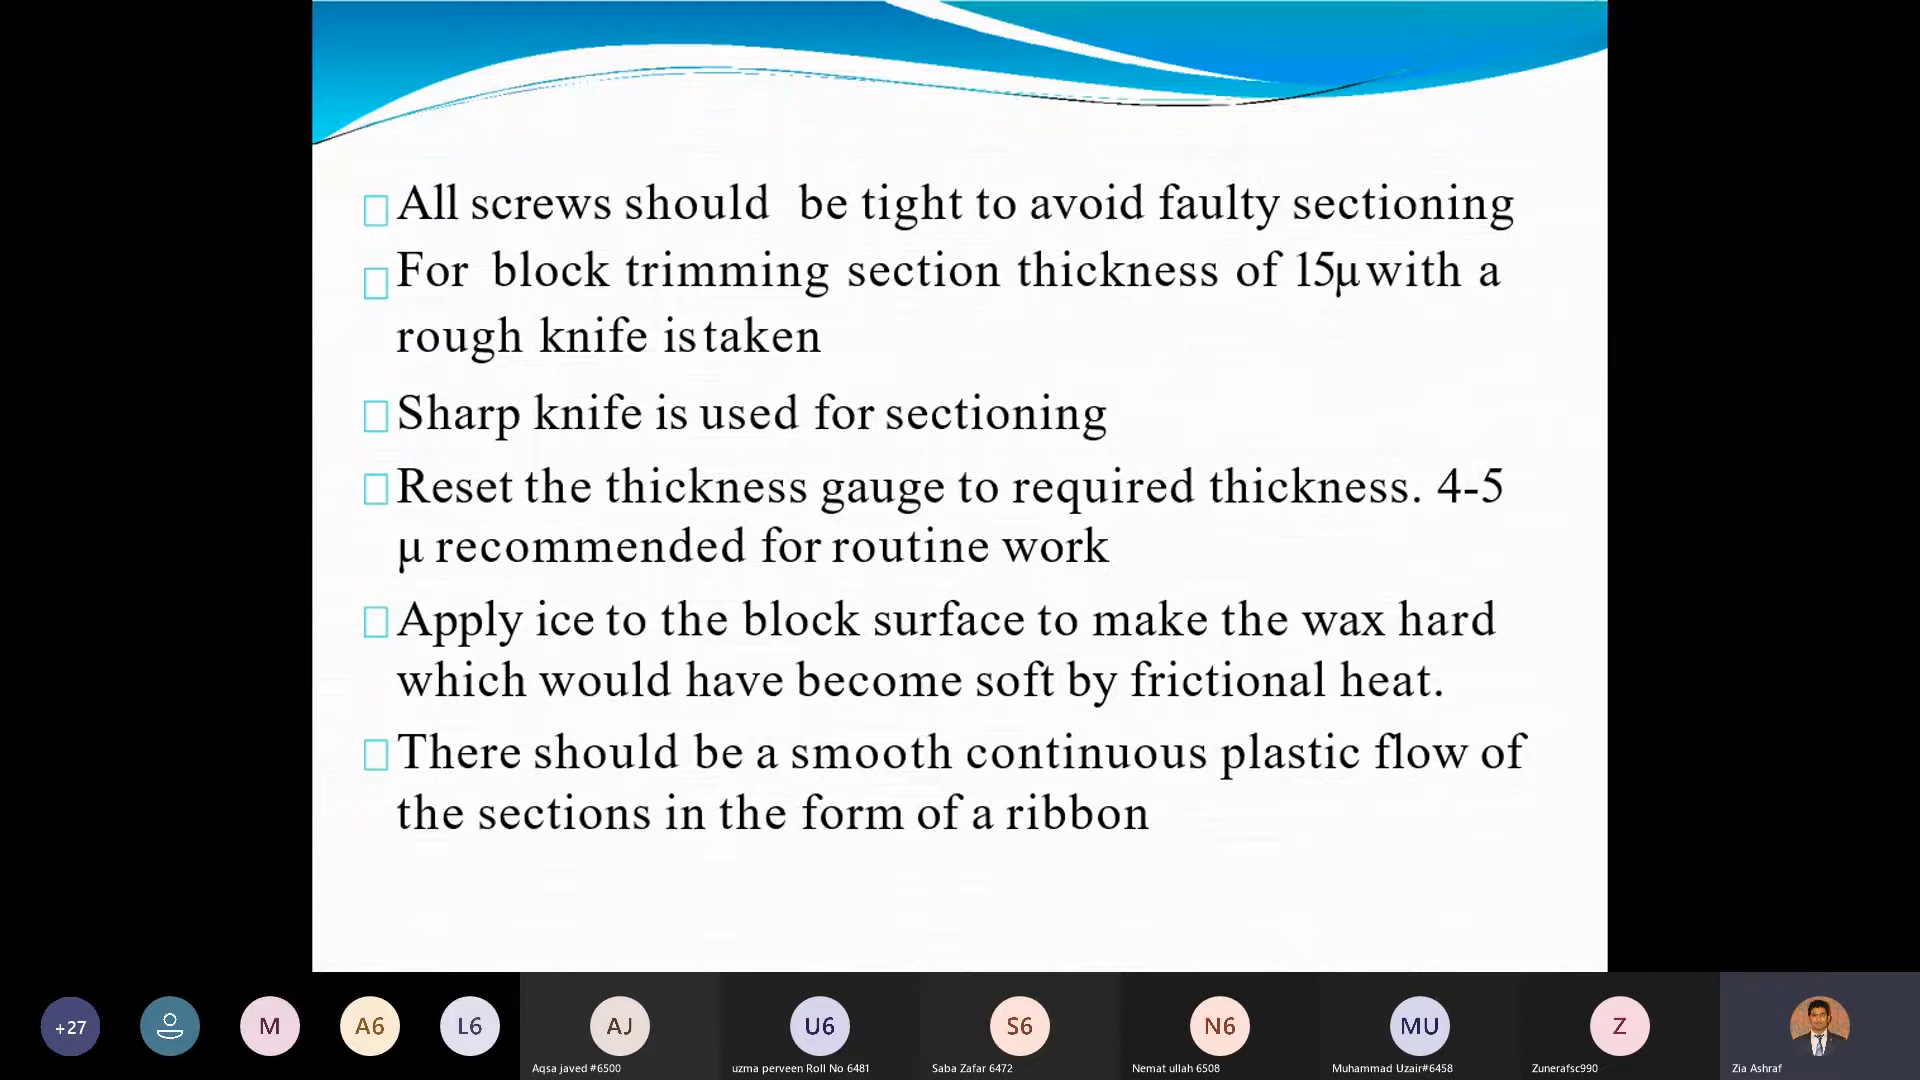 All screws should be tight to avoid faulty sectioning
For block trimming section thickness of 15µ with a
rough knife is taken
Sharp knife is used for sectioning
Reset the thickness gauge to required thickness. 4-5
µ recommended for routine work
Apply ice to the block surface to make the wax hard
which would have become soft by frictional heat.
There should be a smooth continuous plastic flow of
the sections in the form of a ribbon
+27
M
A6
L6
AJ
U6
S6
N6
MU
Z
Aqsa javed #6500
uzma perveen Roll No 6481
Saba Zafar 6472
Nemat ullah 6508
Muhammad Uzair#6458
Zunerafsc990
Zia Ashraf